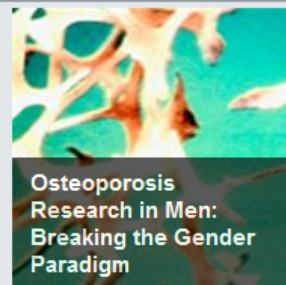 Osteoporosis
Research in Men:
Breaking the Gender
Paradigm